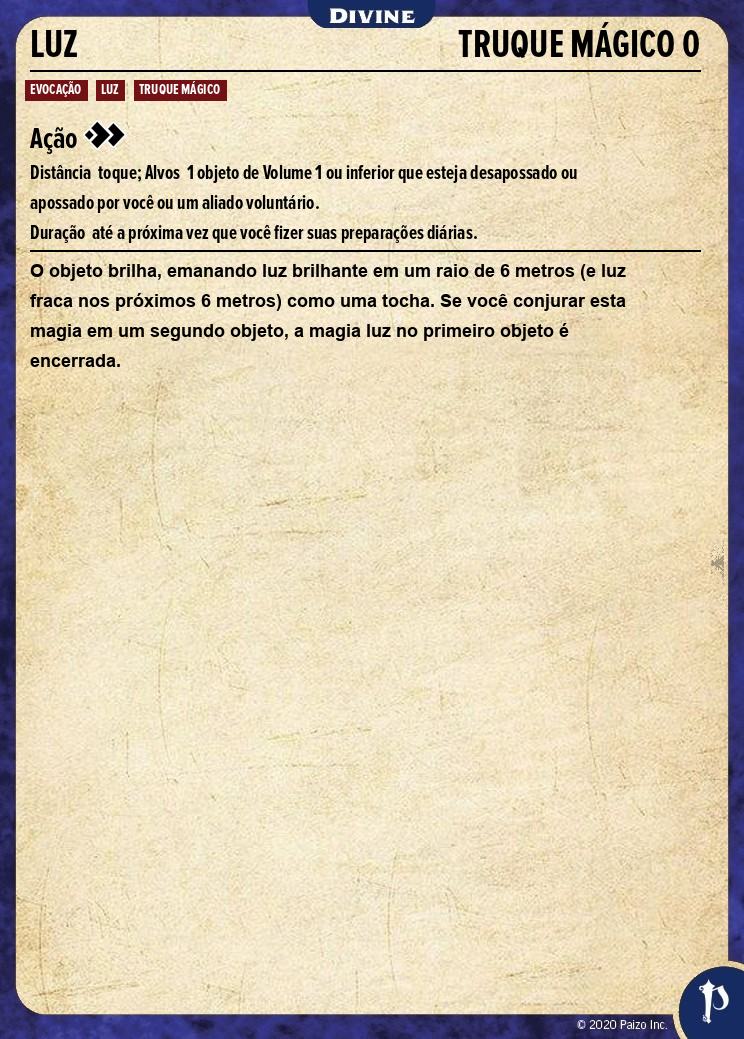 DIVINE
LUZ TRUQUE MÁGICO 0
EVOCAÇÃO LUZ TRUQUE MÁGICO
Ação
Distância toque; Alvos 1 objeto de Volume 1 ou inferior que esteja desapossado ou
apossado por você ou um aliado voluntário.
Duração até a próxima vez que você fizer suas preparações diárias.
O objeto brilha, emanando luz brilhante em um raio de 6 metros (e luz
fraca nos próximos 6 metros) como uma tocha. Se você conjurar esta
magia em um segundo objeto, a magia luz no primeiro objeto é
encerrada.
© 2020 Paizo Inc.
P